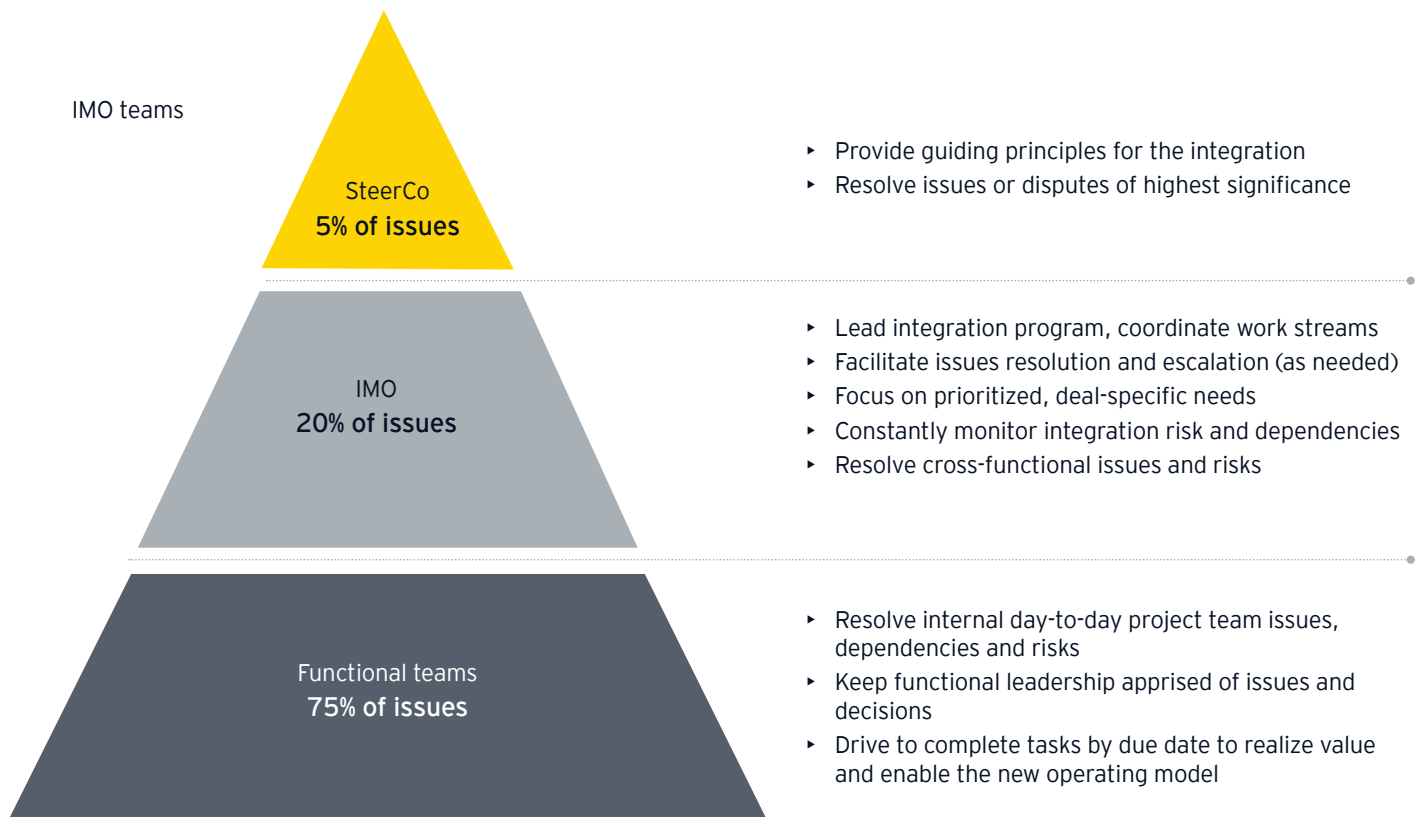 IMO teams
SteerCo
5% of issues
▸ Provide guiding principles for the integration
▸ Resolve issues or disputes of highest significance
IMO
20% of issues
▸ Lead integration program, coordinate work streams
▸ Facilitate issues resolution and escalation (as needed)
▸ Focus on prioritized, deal-specific needs
▸ Constantly monitor integration risk and dependencies
▸ Resolve cross-functional issues and risks
Functional teams
75% of issues
▸ Resolve internal day-to-day project team issues,
dependencies and risks
▸ Keep functional leadership apprised of issues and
decisions
▸ Drive to complete tasks by due date to realize value
and enable the new operating model